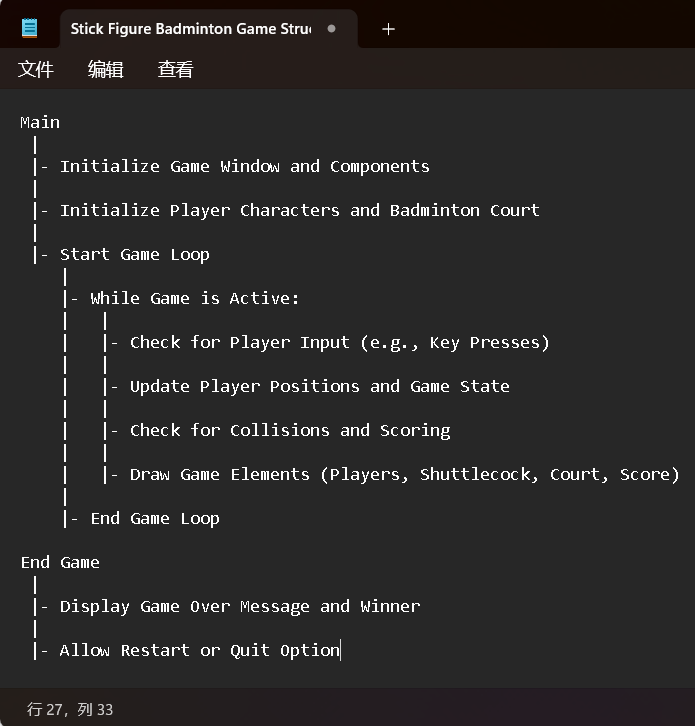 Stick Figure Badminton Game Stru
文件 编辑 查看
Main
|
|- Initialize Game Window and Components
|
|- Initialize Player Characters and Badminton Court
|
|- Start Game Loop
|
|- While Game is Active:
| |
| |- Check for Player Input (e.g., Key Presses)
| |
| |- Update Player Positions and Game State
| |
| |- Check for Collisions and Scoring
| |
| |- Draw Game Elements (Players, Shuttlecock, Court, Score)
|
|- End Game Loop
End Game
|
|- Display Game Over Message and Winner
|
|- Allow Restart or Quit Option
行 27，列 33